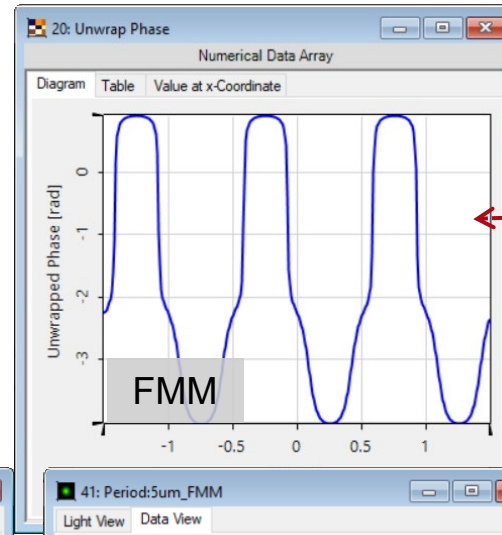 20: Unwrap Phase
Numerical Data Array
Diagram Table Value at x-Coordinate
Unwrapped Phase [rad]
0
-1
-2
-3
FMM
-1 -0.5 0 0.5 1
41: Period:5um_FMM
Light View Data View